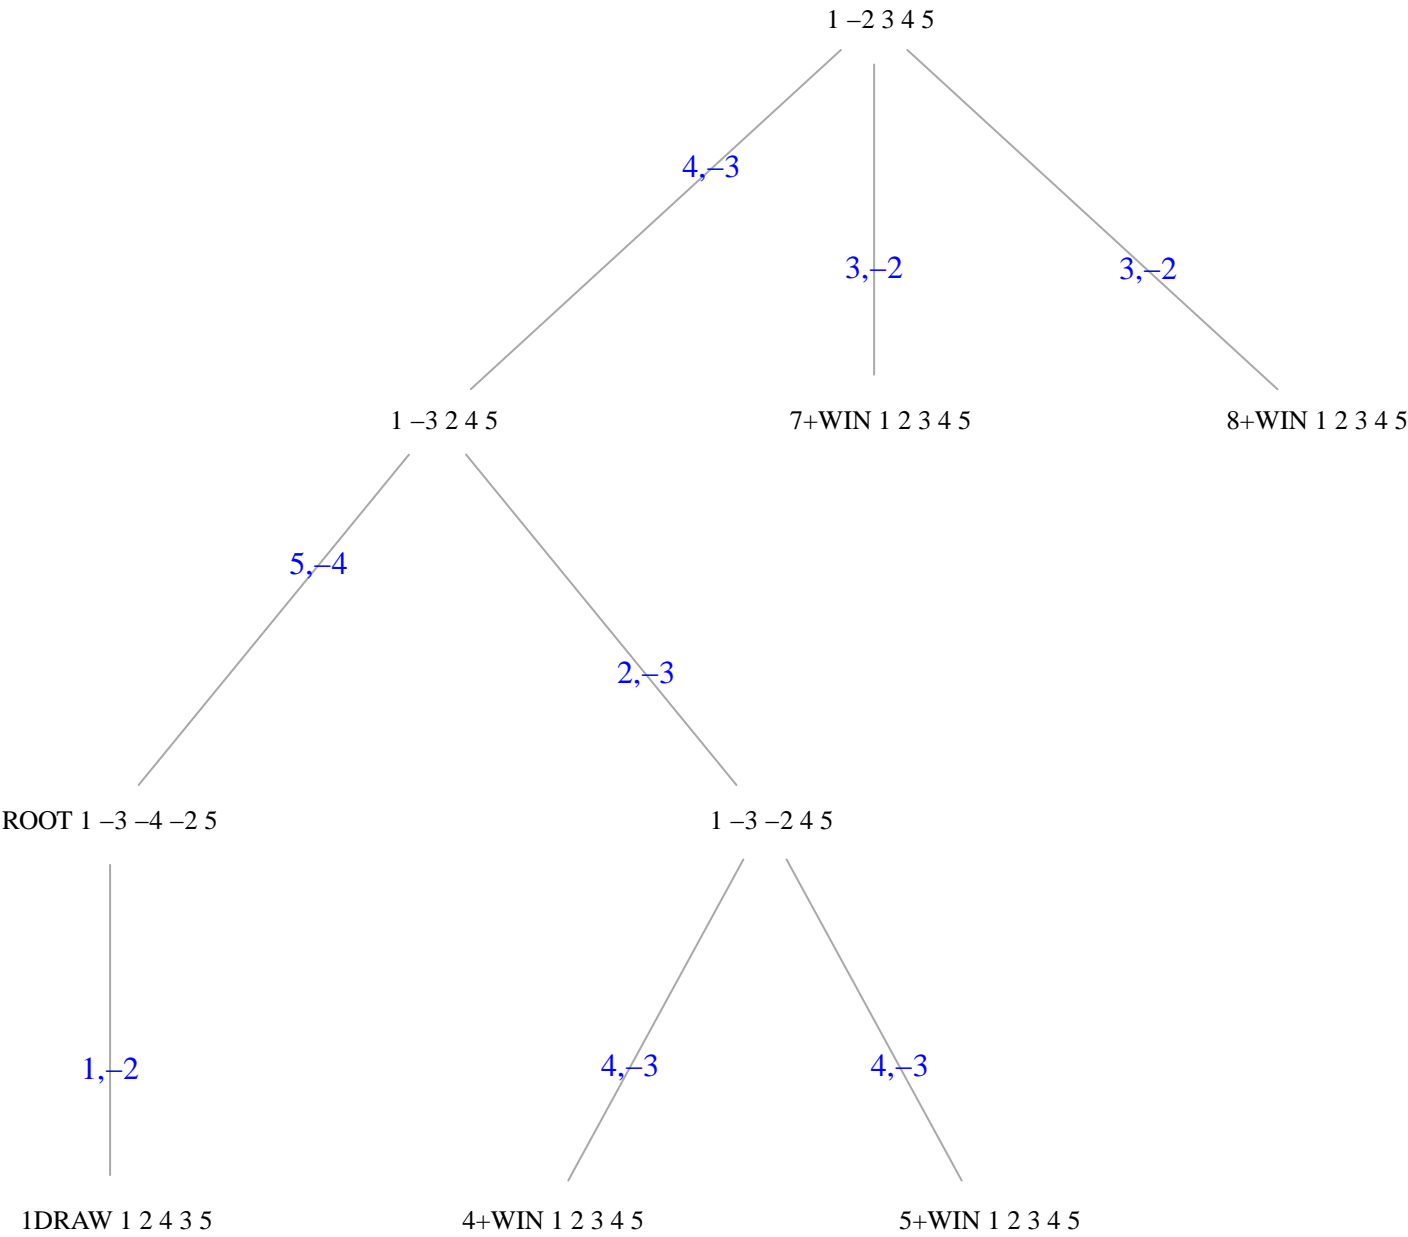 1 –2 3 4 5
4,–3
3,–2
3,–2
1 –3 2 4 5
7+WIN 1 2 3 4 5
8+WIN 1 2 3 4 5
5,–4
2,–3
ROOT 1 –3 –4 –2 5
1 –3 –2 4 5
1,–2
4,–3
4,–3
1DRAW 1 2 4 3 5
4+WIN 1 2 3 4 5
5+WIN 1 2 3 4 5